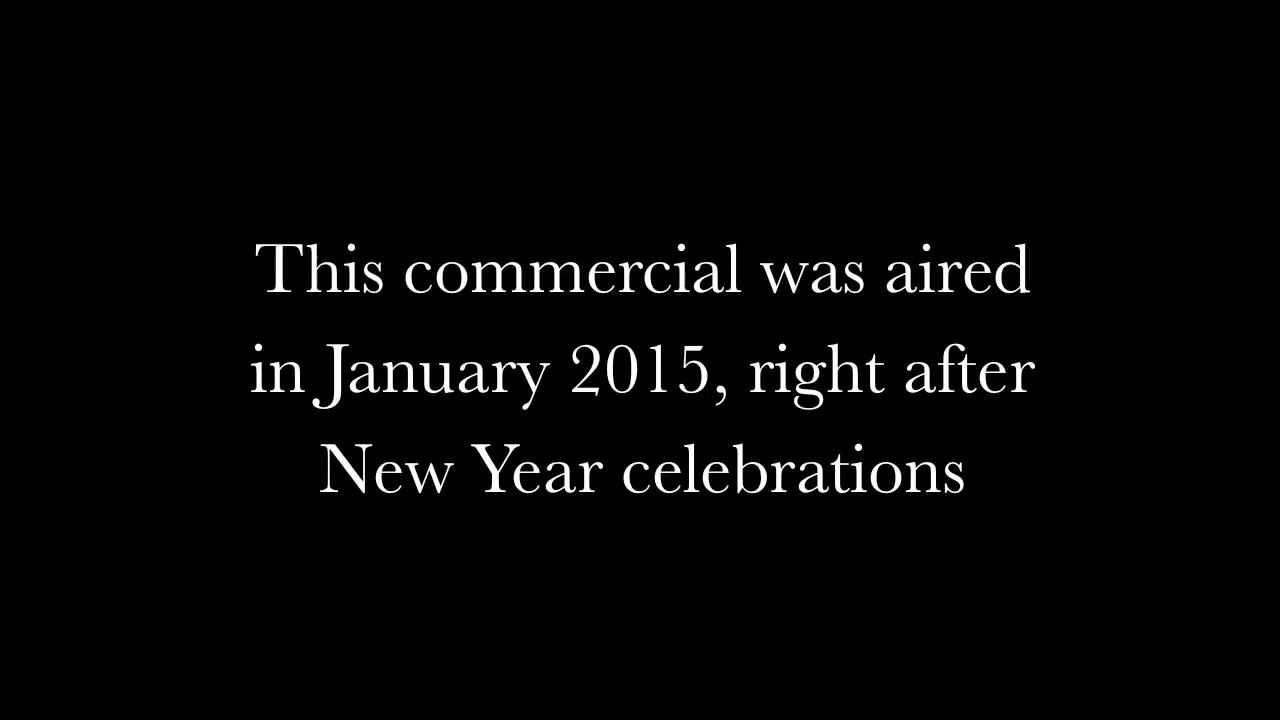 This commercial was aired
in January 2015, right after
New Year celebrations